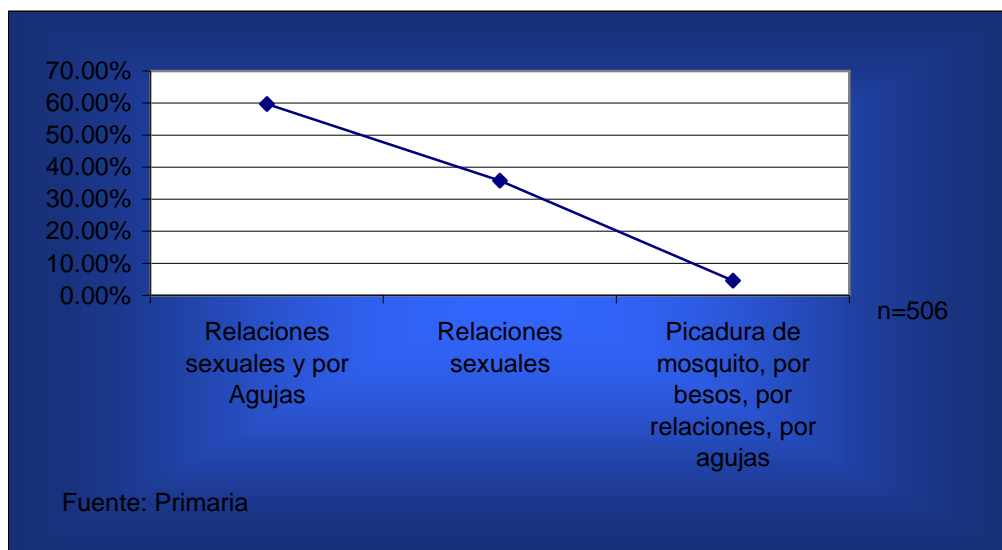 70.00%
60.00%
50.00%
40.00%
30.00%
20.00%
10.00%
0.00%
Relaciones
sexuales y por
Agujas
Relaciones
sexuales
Picadura de
mosquito, por
besos, por
relaciones, por
agujas
n=506
Fuente: Primaria